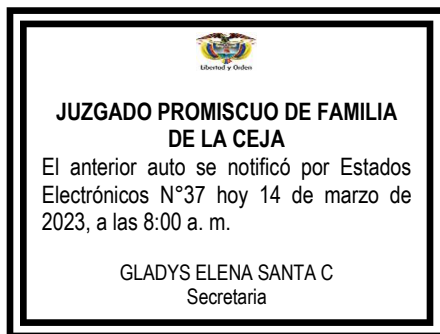 Libertad y Orden
JUZGADO PROMISCUO DE FAMILIA
DE LA CEJA
El anterior auto se notificó por Estados
Electrónicos N°37 hoy 14 de marzo de
2023, a las 8:00 a. m.
GLADYS ELENA SANTA C
Secretaria